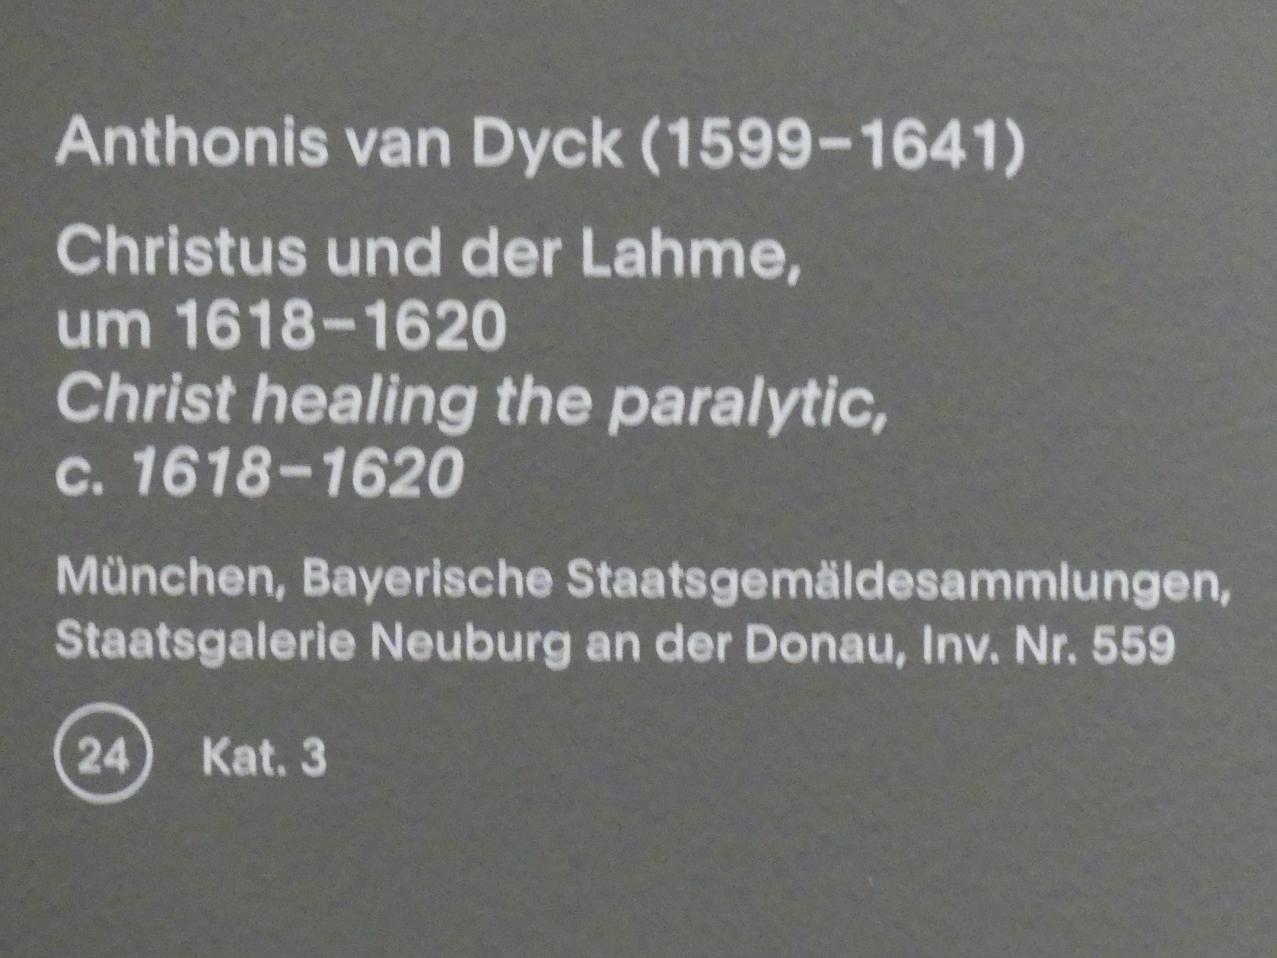 Anthonis van Dyck (1599–1641)
Christus und der Lahme,
um 1618–1620
Christ healing the paralytic,
c. 1618–1620
München, Bayerische Staatsgemäldesammlungen,
Staatsgalerie Neuburg an der Donau, Inv. Nr. 559
24 Kat. 3